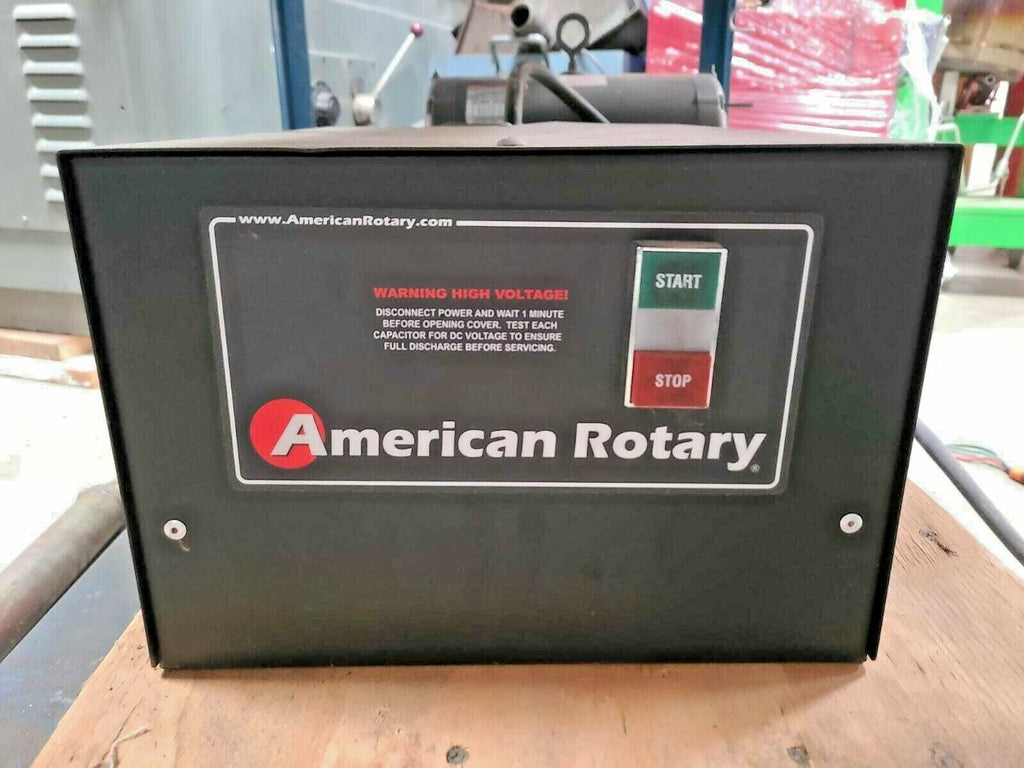 www.AmericanRotary.com
WARNING HIGH VOLTAGE!
DISCONNECT POWER AND WAIT 1 MINUTE
BEFORE OPENING COVER. TEST EACH
CAPACITOR FOR DC VOLTAGE TO ENSURE
FULL DISCHARGE BEFORE SERVICING.
START
STOP
American Rotary®